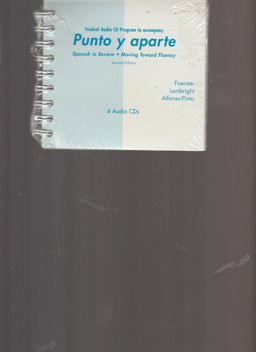 Student Audio CD Program to accompany
Punto y aparte
Spanish in Review • Moving Toward Fluency
Second Edition
Foerster
Lambright
Alfonso-Pinto
4 Audio CDs